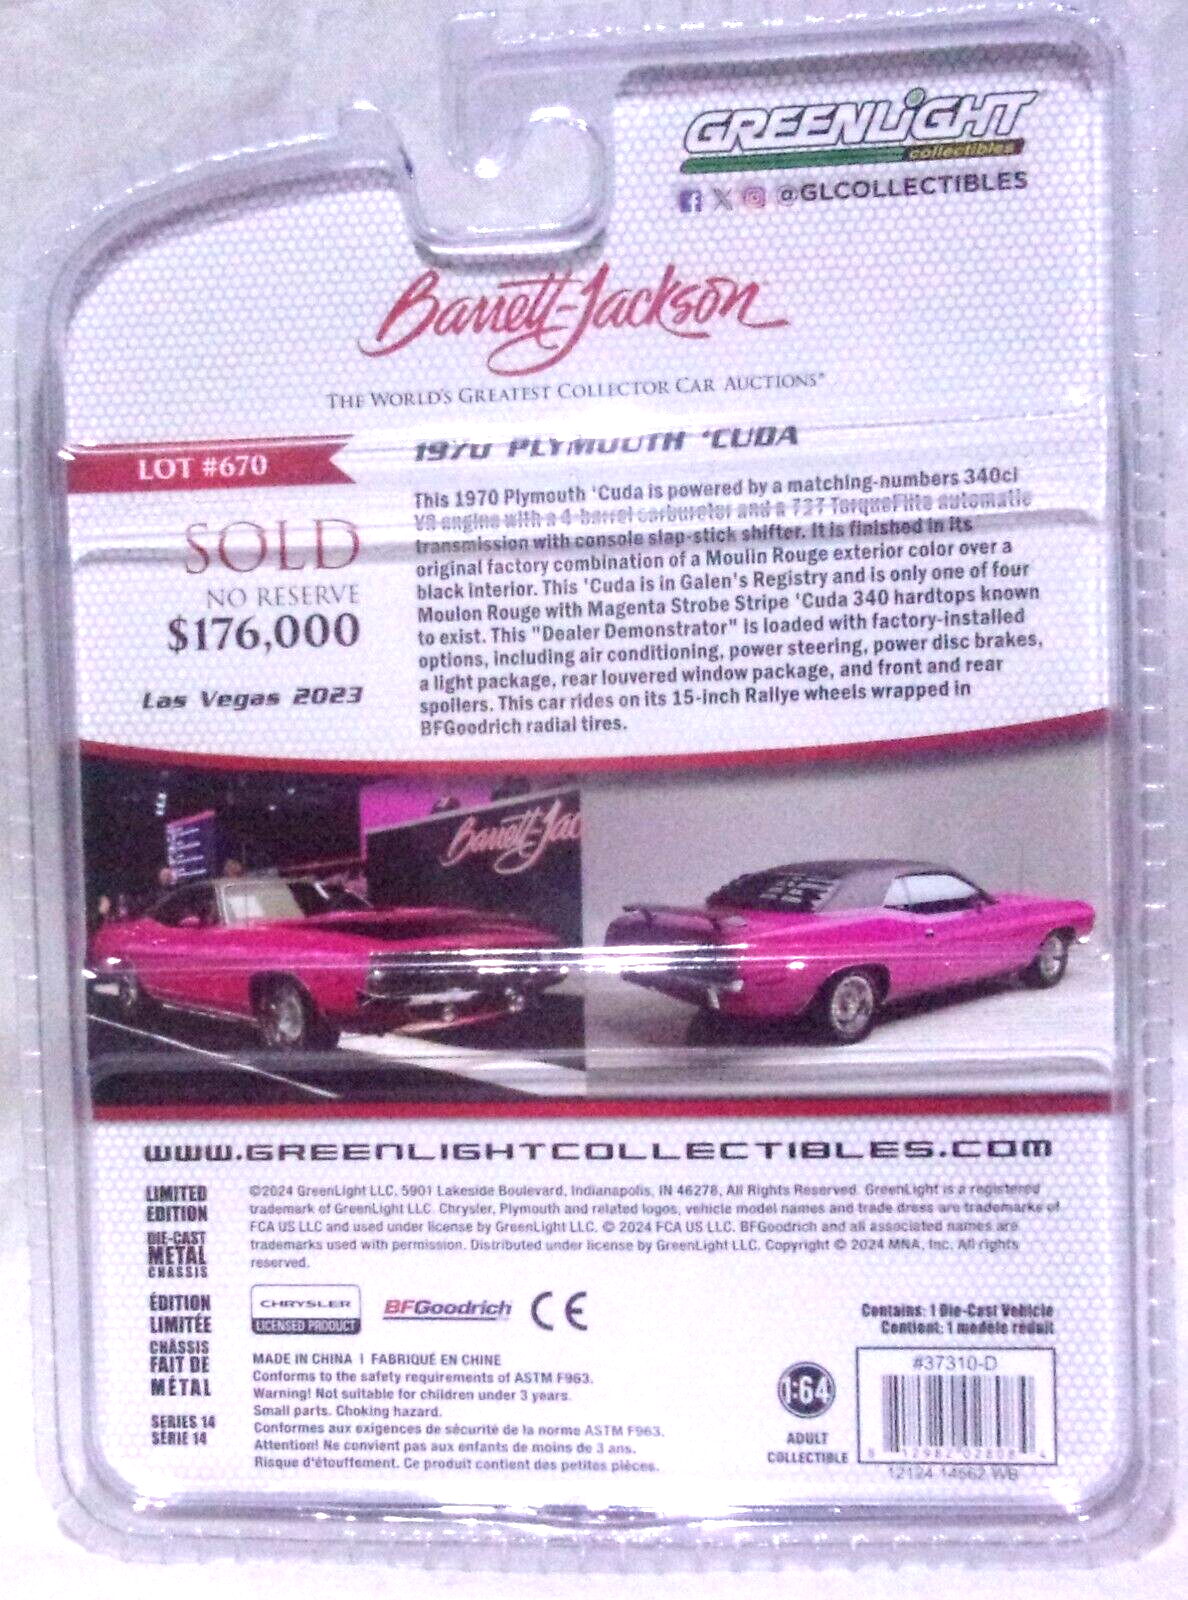 GREENLIGHT
collectibles
@GLCOLLECTIBLES
Barrett-Jackson
THE WORLD'S GREATEST COLLECTOR CAR AUCTIONS®
LOT #670
SOLD
NO RESERVE
$176,000
Las Vegas 2023
1970 PLYMOUTH 'CUDA
This 1970 Plymouth 'Cuda is powered by a matching-numbers 340ci
V8 engine with a 4-barrel carburetor and a 727 TorqueFlite automatic
transmission with console slap-stick shifter. It is finished in its
original factory combination of a Moulin Rouge exterior color over a
black interior. This 'Cuda is in Galen's Registry and is only one of four
Moulon Rouge with Magenta Strobe Stripe 'Cuda 340 hardtops known
to exist. This "Dealer Demonstrator" is loaded with factory-installed
options, including air conditioning, power steering, power disc brakes,
a light package, rear louvered window package, and front and rear
spoilers. This car rides on its 15-inch Rallye wheels wrapped in
BFGoodrich radial tires.
Barrett-Jac
WWW.GREENLIGHTCOLLECTIBLES.COM
LIMITED
EDITION
DIE-CAST
METAL
CHASSIS
ÉDITION
LIMITÉE
CHÂSSIS
FAIT DE
MÉTAL
SERIES 14
SÉRIE 14
©2024 GreenLight LLC, 5901 Lakeside Boulevard, Indianapolis, IN 46278, All Rights Reserved. GreenLight is a registered
trademark of GreenLight LLC. Chrysler, Plymouth and related logos, vehicle model names and trade dress are trademarks of
FCA US LLC and used under license by GreenLight LLC. © 2024 FCA US LLC. BFGoodrich and all associated names are
trademarks used with permission. Distributed under license by GreenLight LLC. Copyright © 2024 MNA, Inc. All rights
reserved.
CHRYSLER
LICENSED PRODUCT
BFGoodrich
CE
MADE IN CHINA | FABRIQUÉ EN CHINE
Conforms to the safety requirements of ASTM F963.
Warning! Not suitable for children under 3 years.
Small parts. Choking hazard.
Conformes aux exigences de sécurité de la norme ASTM F963.
Attention! Ne convient pas aux enfants de moins de 3 ans.
Risque d'étouffement. Ce produit contient des petites pièces.
Contains: 1 Die-Cast Vehicle
Contient: 1 modèle réduit
1:64
ADULT
COLLECTIBLE
#37310-D
8 12982 02808 4
12124 14562 WB